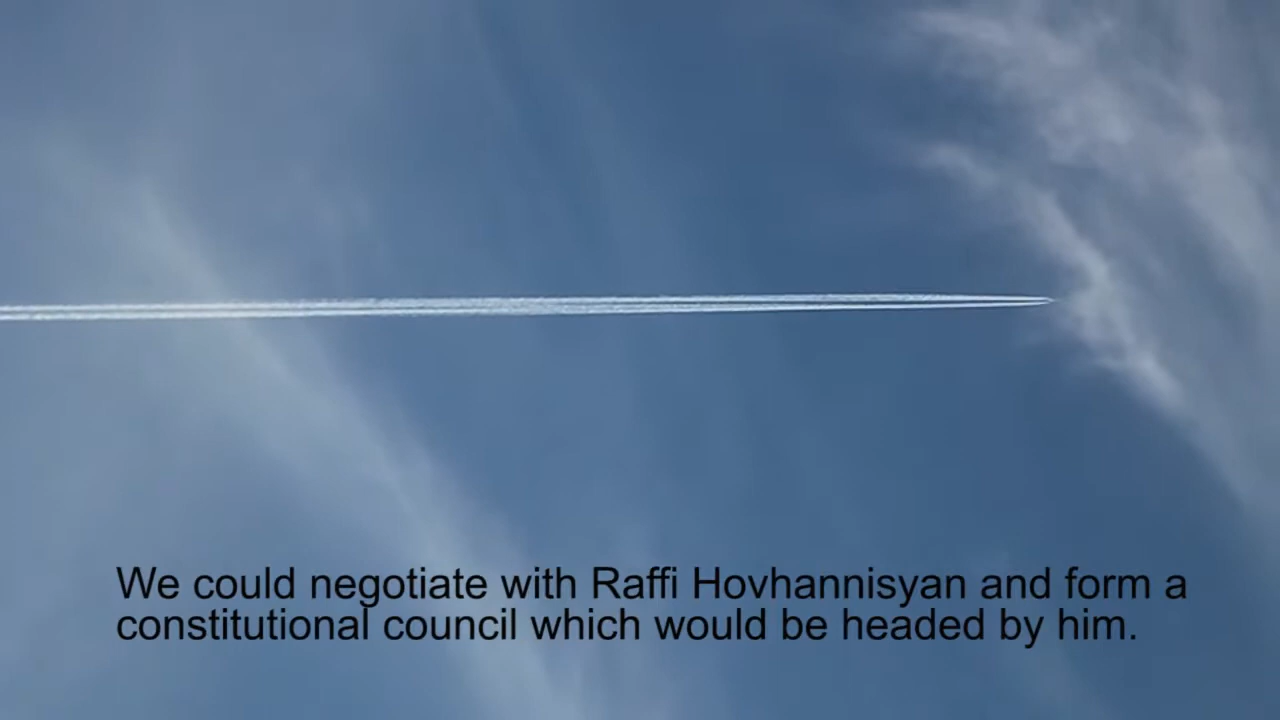 We could negotiate with Raffi Hovhannisyan and form a
constitutional council which would be headed by him.